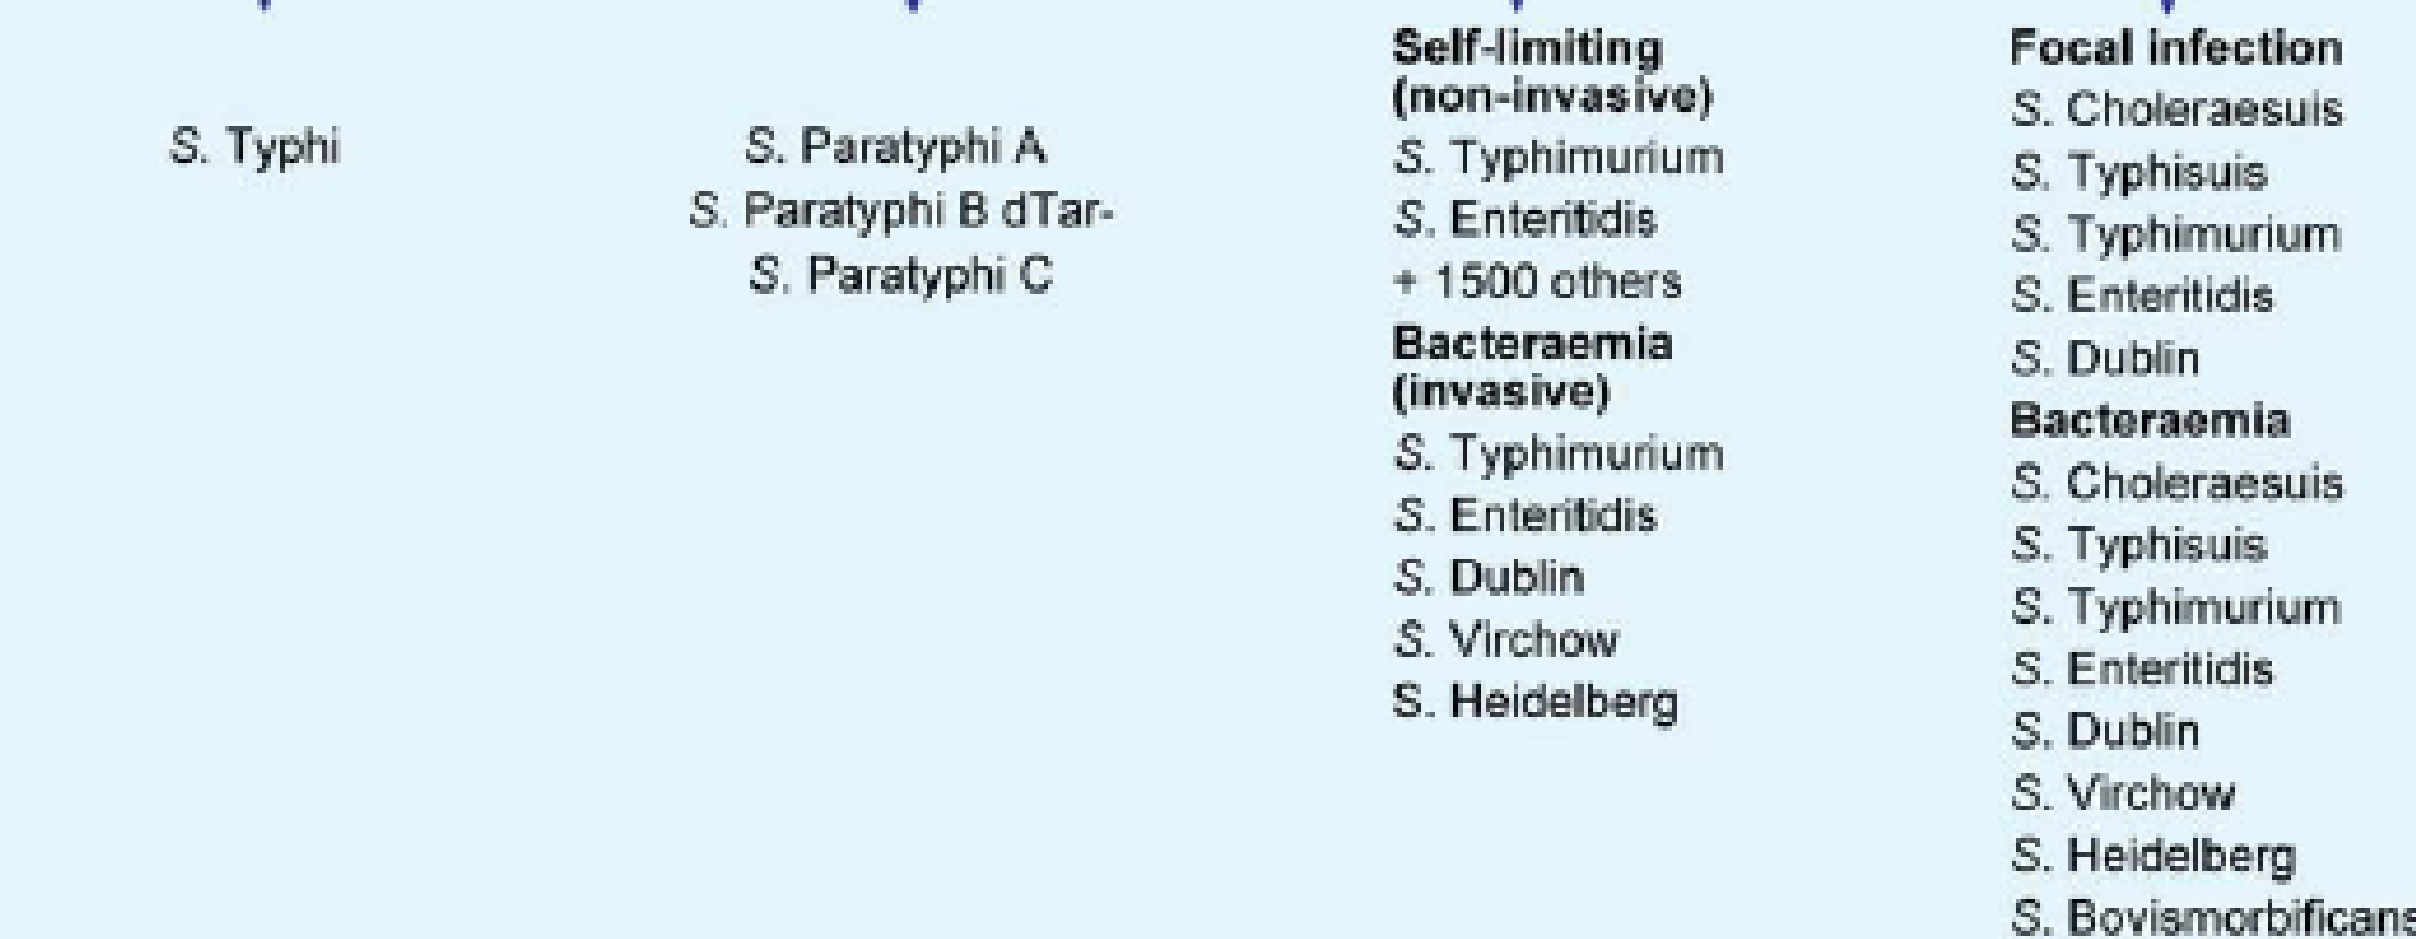 S. Typhi
S. Paratyphi A
S. Paratyphi B dTar-
S. Paratyphi C
Self-limiting
(non-invasive)
S. Typhimurium
S. Enteritidis
+ 1500 others
Bacteraemia
(invasive)
S. Typhimurium
S. Enteritidis
S. Dublin
S. Virchow
S. Heidelberg
Focal infection
S. Choleraesuis
S. Typhisuis
S. Typhimurium
S. Enteritidis
S. Dublin
Bacteraemia
S. Choleraesuis
S. Typhisuis
S. Typhimurium
S. Enteritidis
S. Dublin
S. Virchow
S. Heidelberg
S. Bovismorbificans